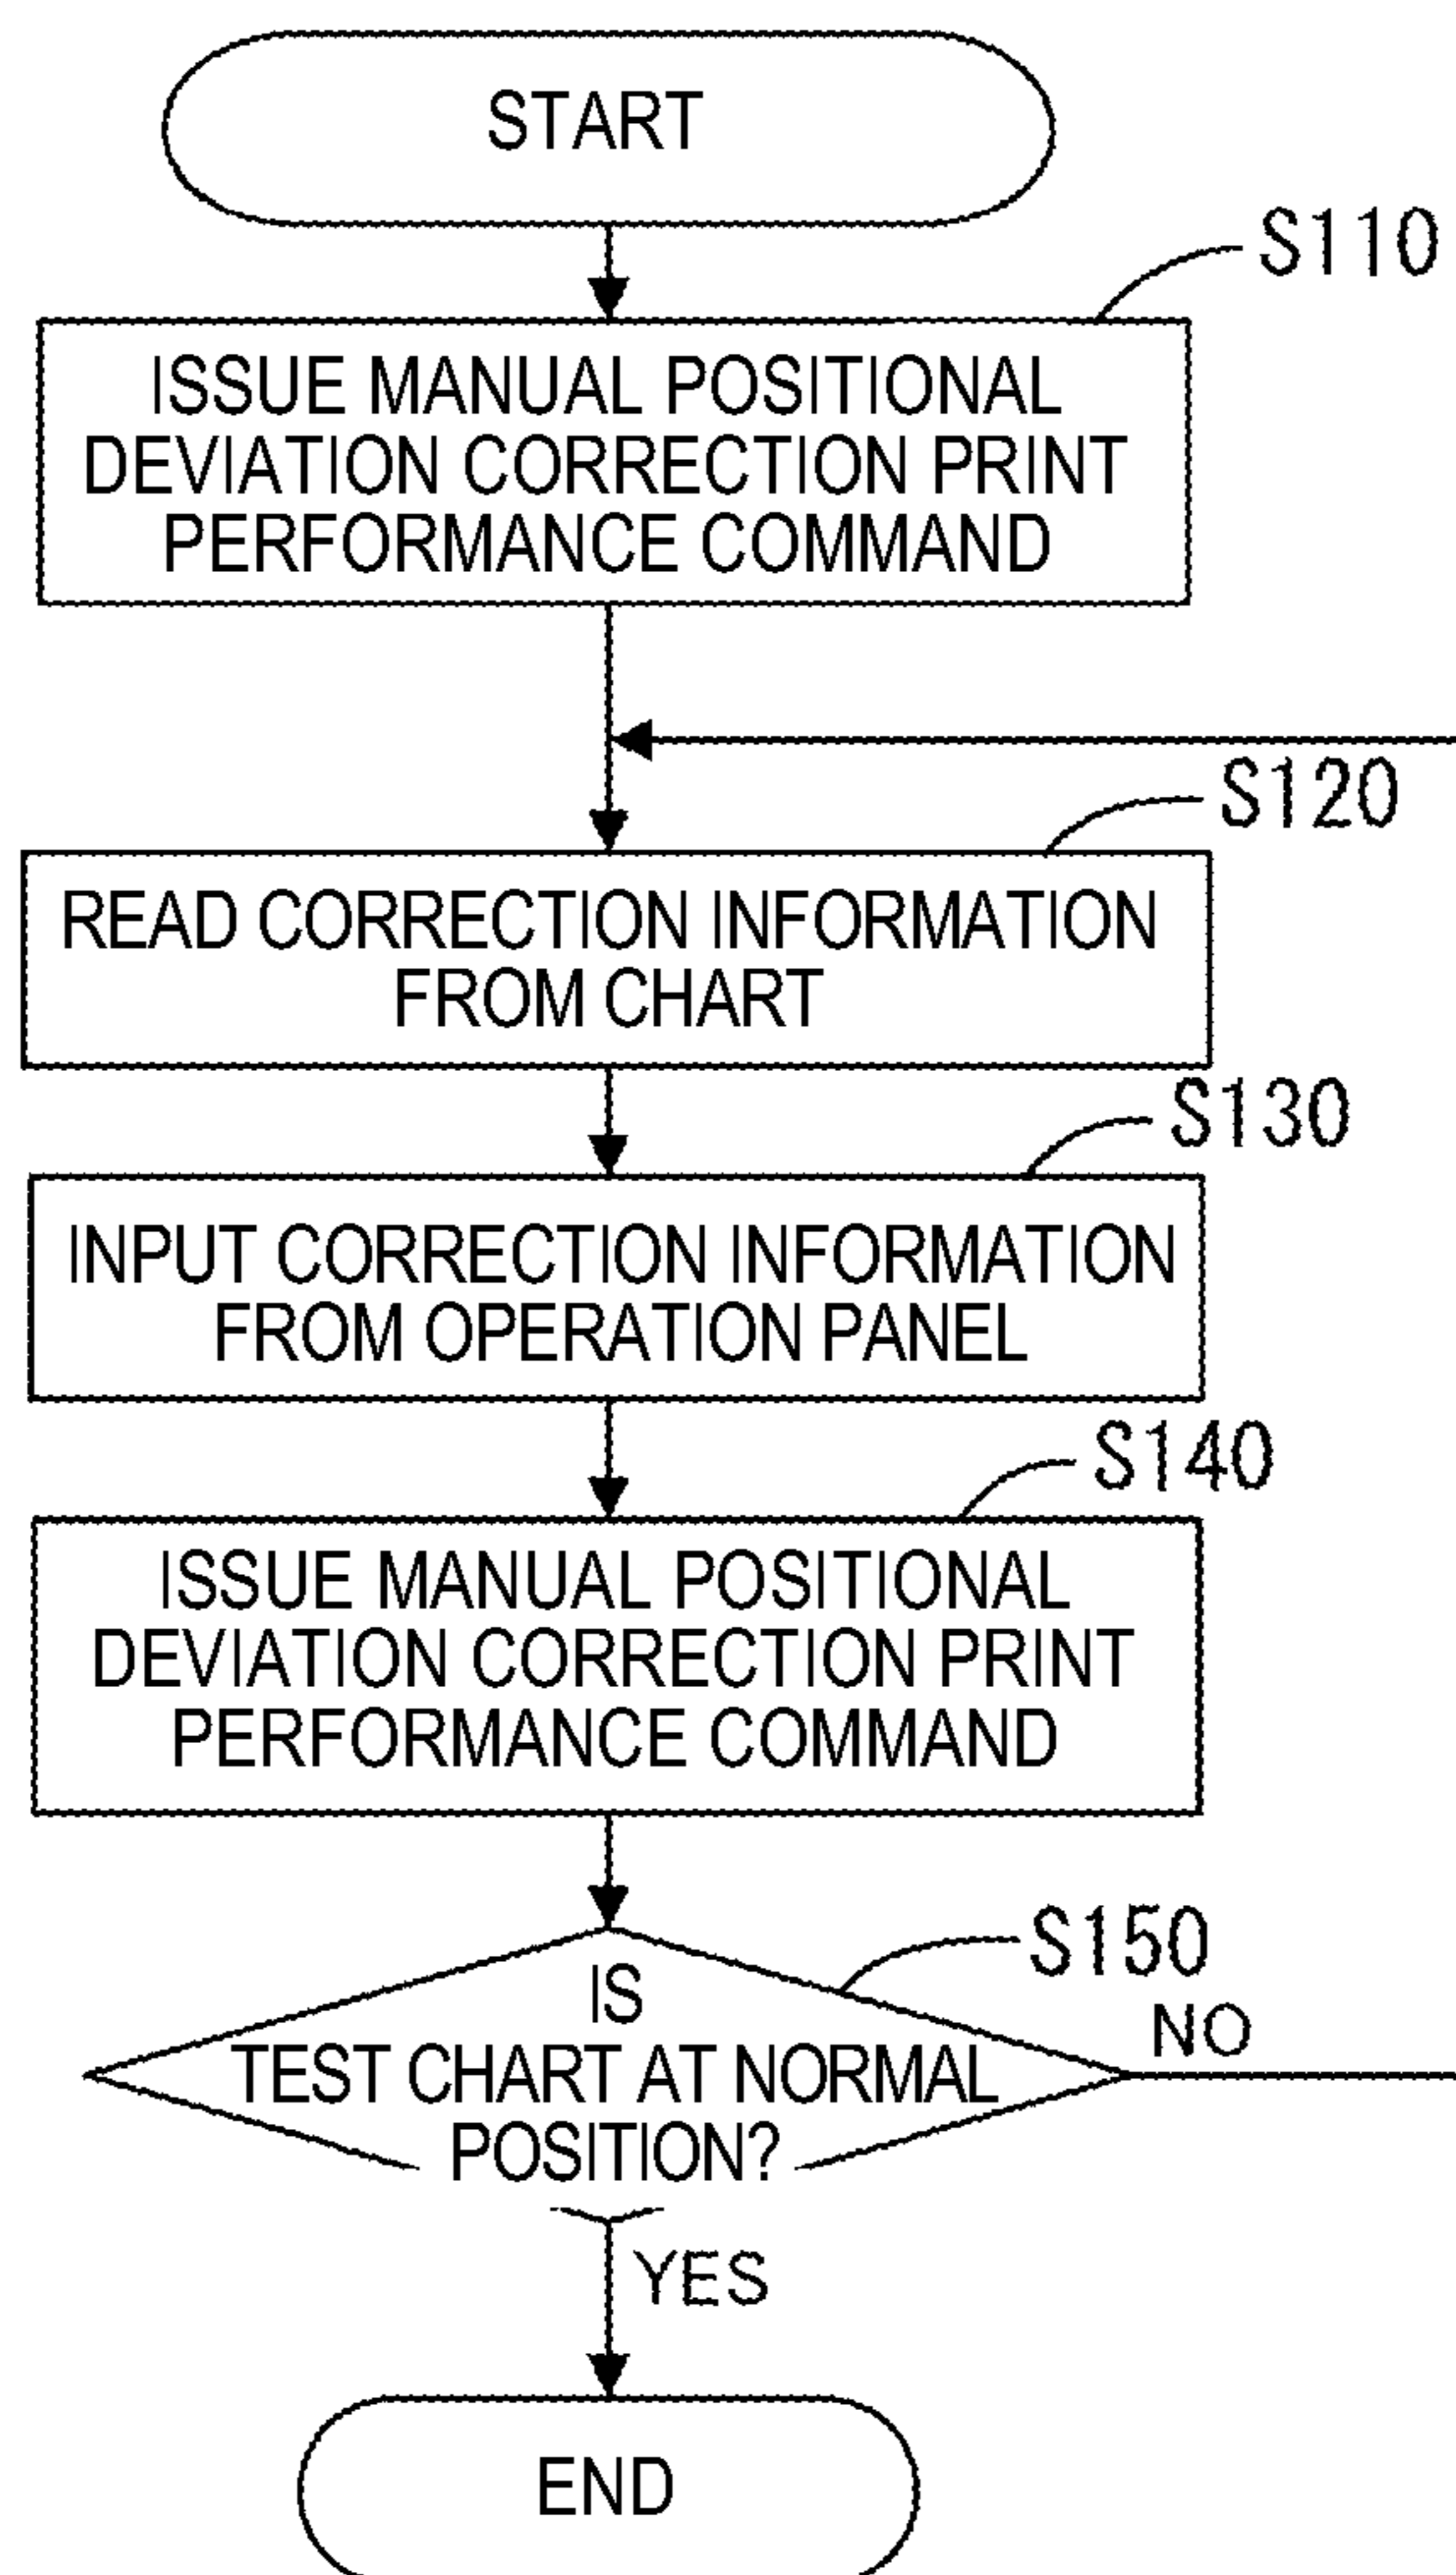 START
S110
ISSUE MANUAL POSITIONAL
DEVIATION CORRECTION PRINT
PERFORMANCE COMMAND
S120
READ CORRECTION INFORMATION
FROM CHART
S130
INPUT CORRECTION INFORMATION
FROM OPERATION PANEL
S140
ISSUE MANUAL POSITIONAL
DEVIATION CORRECTION PRINT
PERFORMANCE COMMAND
S150
IS
TEST CHART AT NORMAL
POSITION?
NO
YES
END